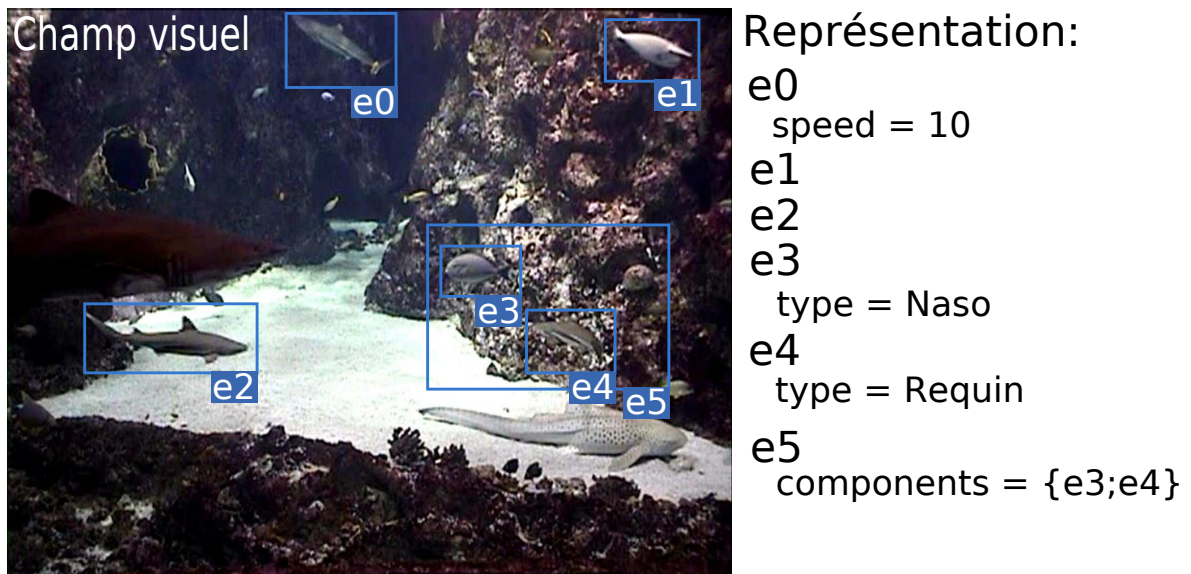 Champ visuel
e0
e1
e2
e3
e4
e5
Représentation:
e0
speed = 10
e1
e2
e3
type = Naso
e4
type = Requin
e5
components = {e3;e4}